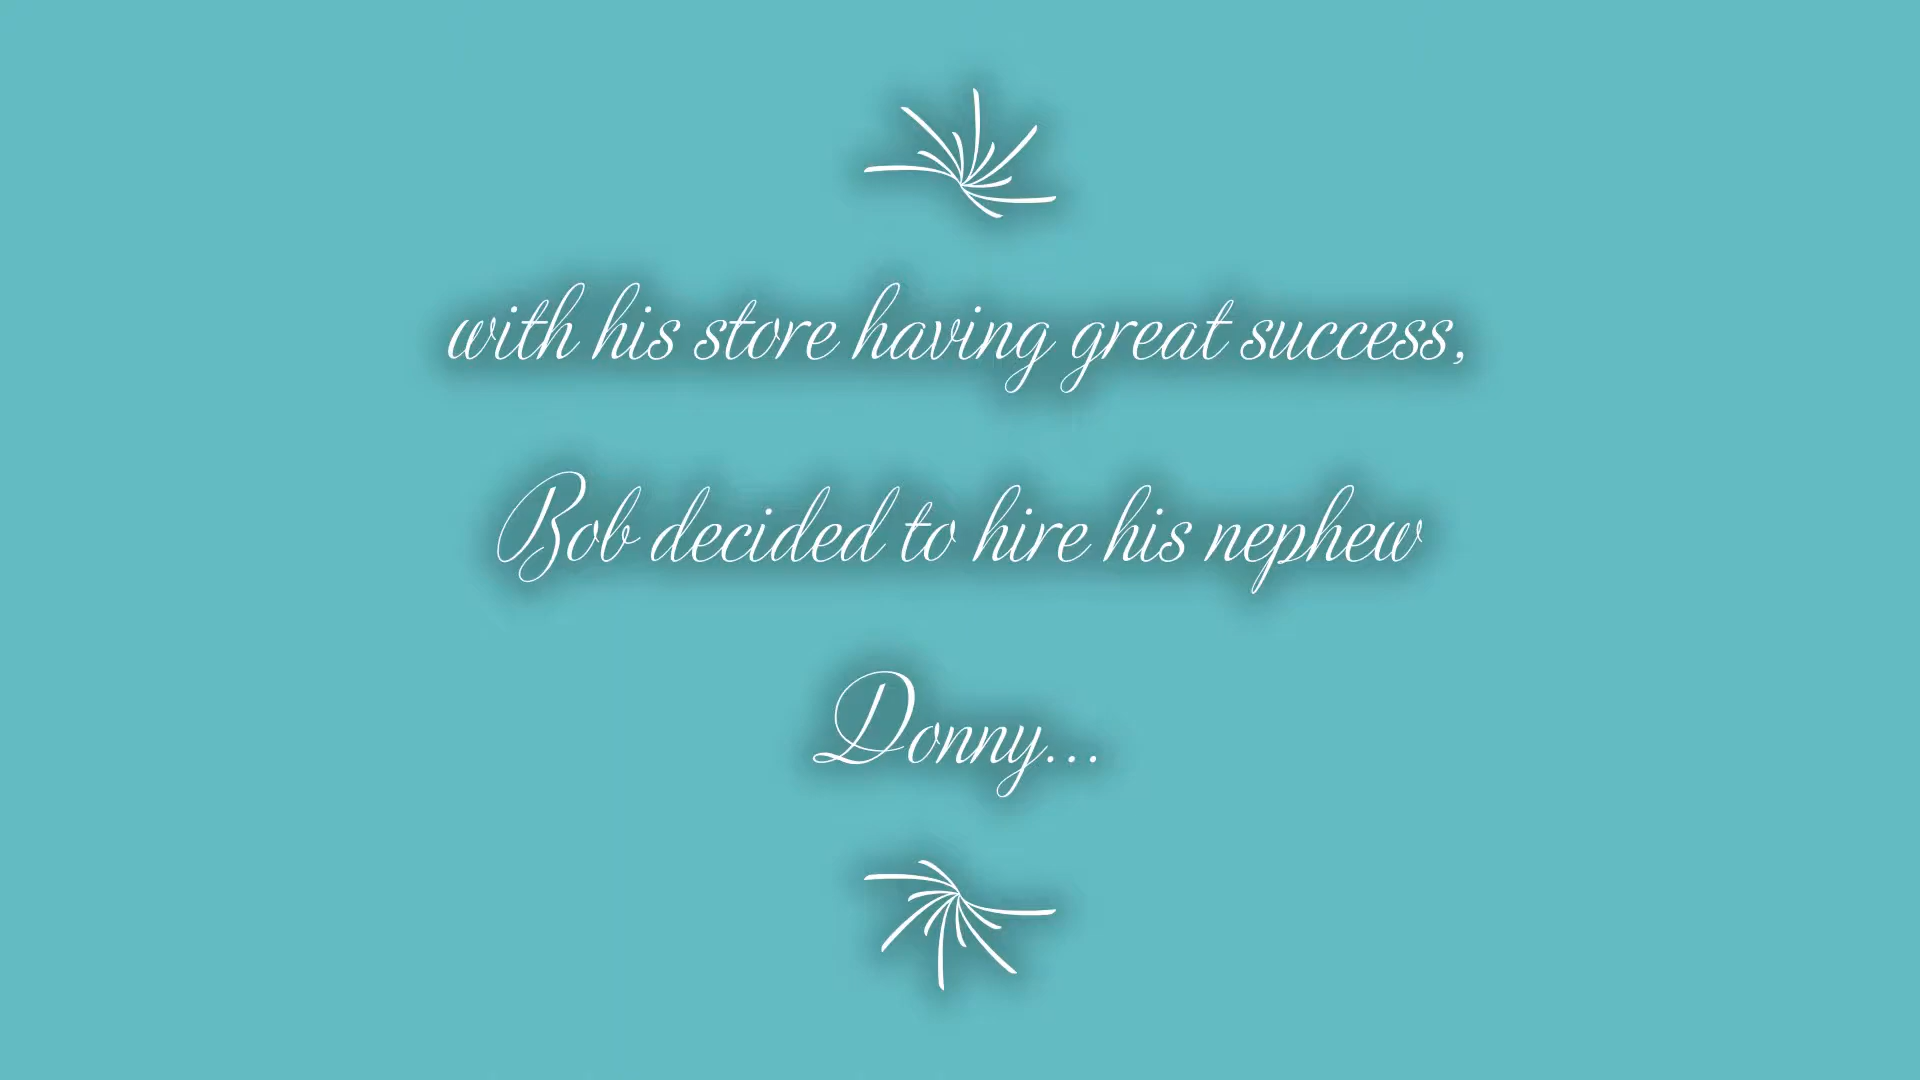 with his store having great success,
Bob decided to hire his nephew
Donny...